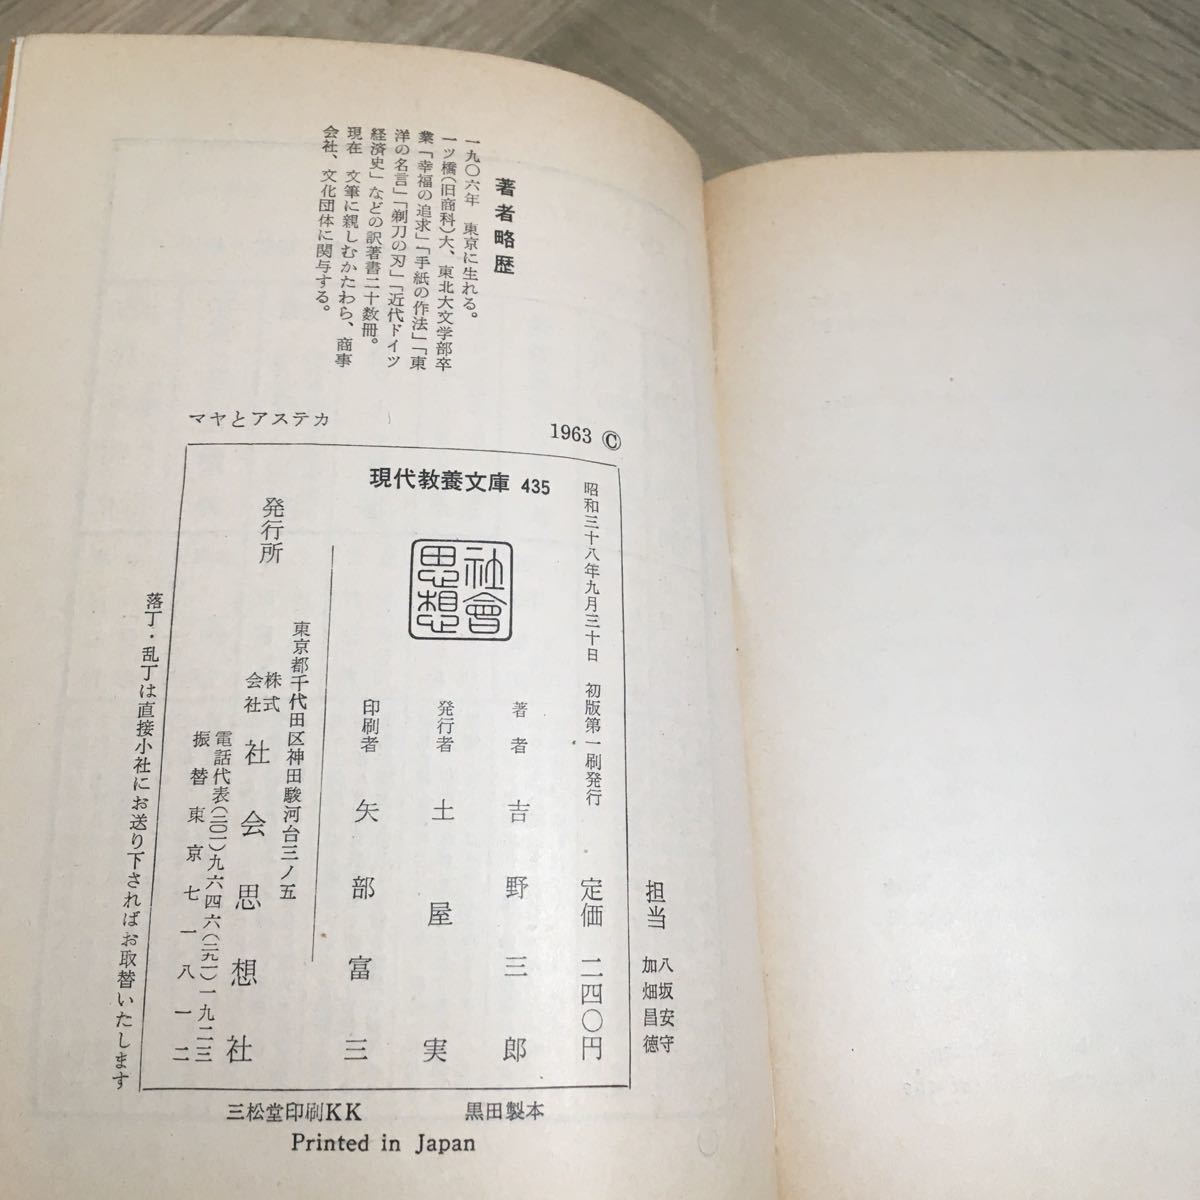 著者略歴
一九〇六年　東京に生れる。
一ツ橋(旧商科)大、東北大文学部卒
業「幸福の追求」「手紙の作法」「東
洋の名言」「剃刀の刃」「近代ドイツ
経済史」などの訳著書二十数冊。
現在　文筆に親しむかたわら、商事
会社、文化団体に関与する。
マヤとアステカ
1963 ©
現代教養文庫 435
昭和三十八年九月三十日　初版第一刷発行
定価　二四〇円
社會思想
著者　吉野三郎
発行者　土屋実
印刷者　矢部富三
発行所
東京都千代田区神田駿河台三ノ五
株式会社　社会思想社
電話代表(二〇一)九六四六(二九一)一九二三
振替東京七一八一二
担当　八坂安守
加畑昌徳
落丁・乱丁は直接小社にお送り下さればお取替いたします
三松堂印刷KK
黒田製本
Printed in Japan